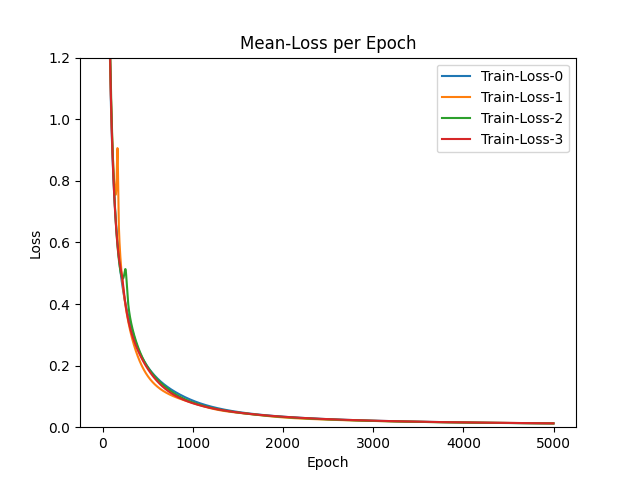 Mean-Loss per Epoch
1.2
1.0
0.8
0.6
0.4
0.2
0.0
Loss
Train-Loss-0
Train-Loss-1
Train-Loss-2
Train-Loss-3
0 1000 2000 3000 4000 5000
Epoch